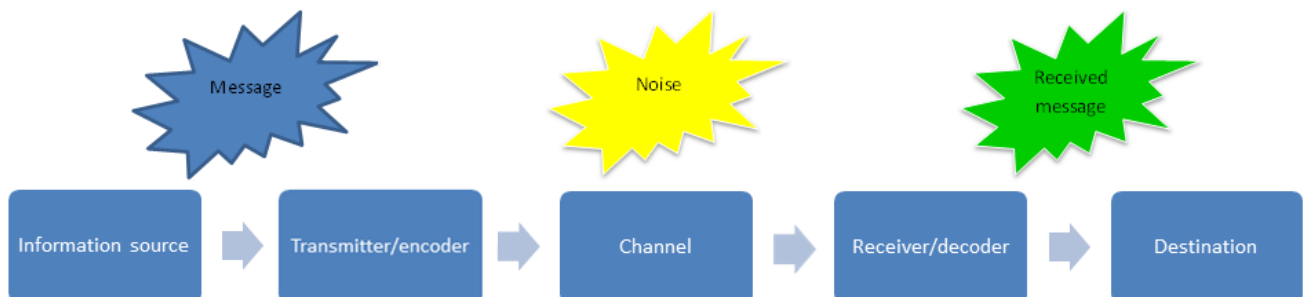 Message
Noise
Received
message
Information source
Transmitter/encoder
Channel
Receiver/decoder
Destination